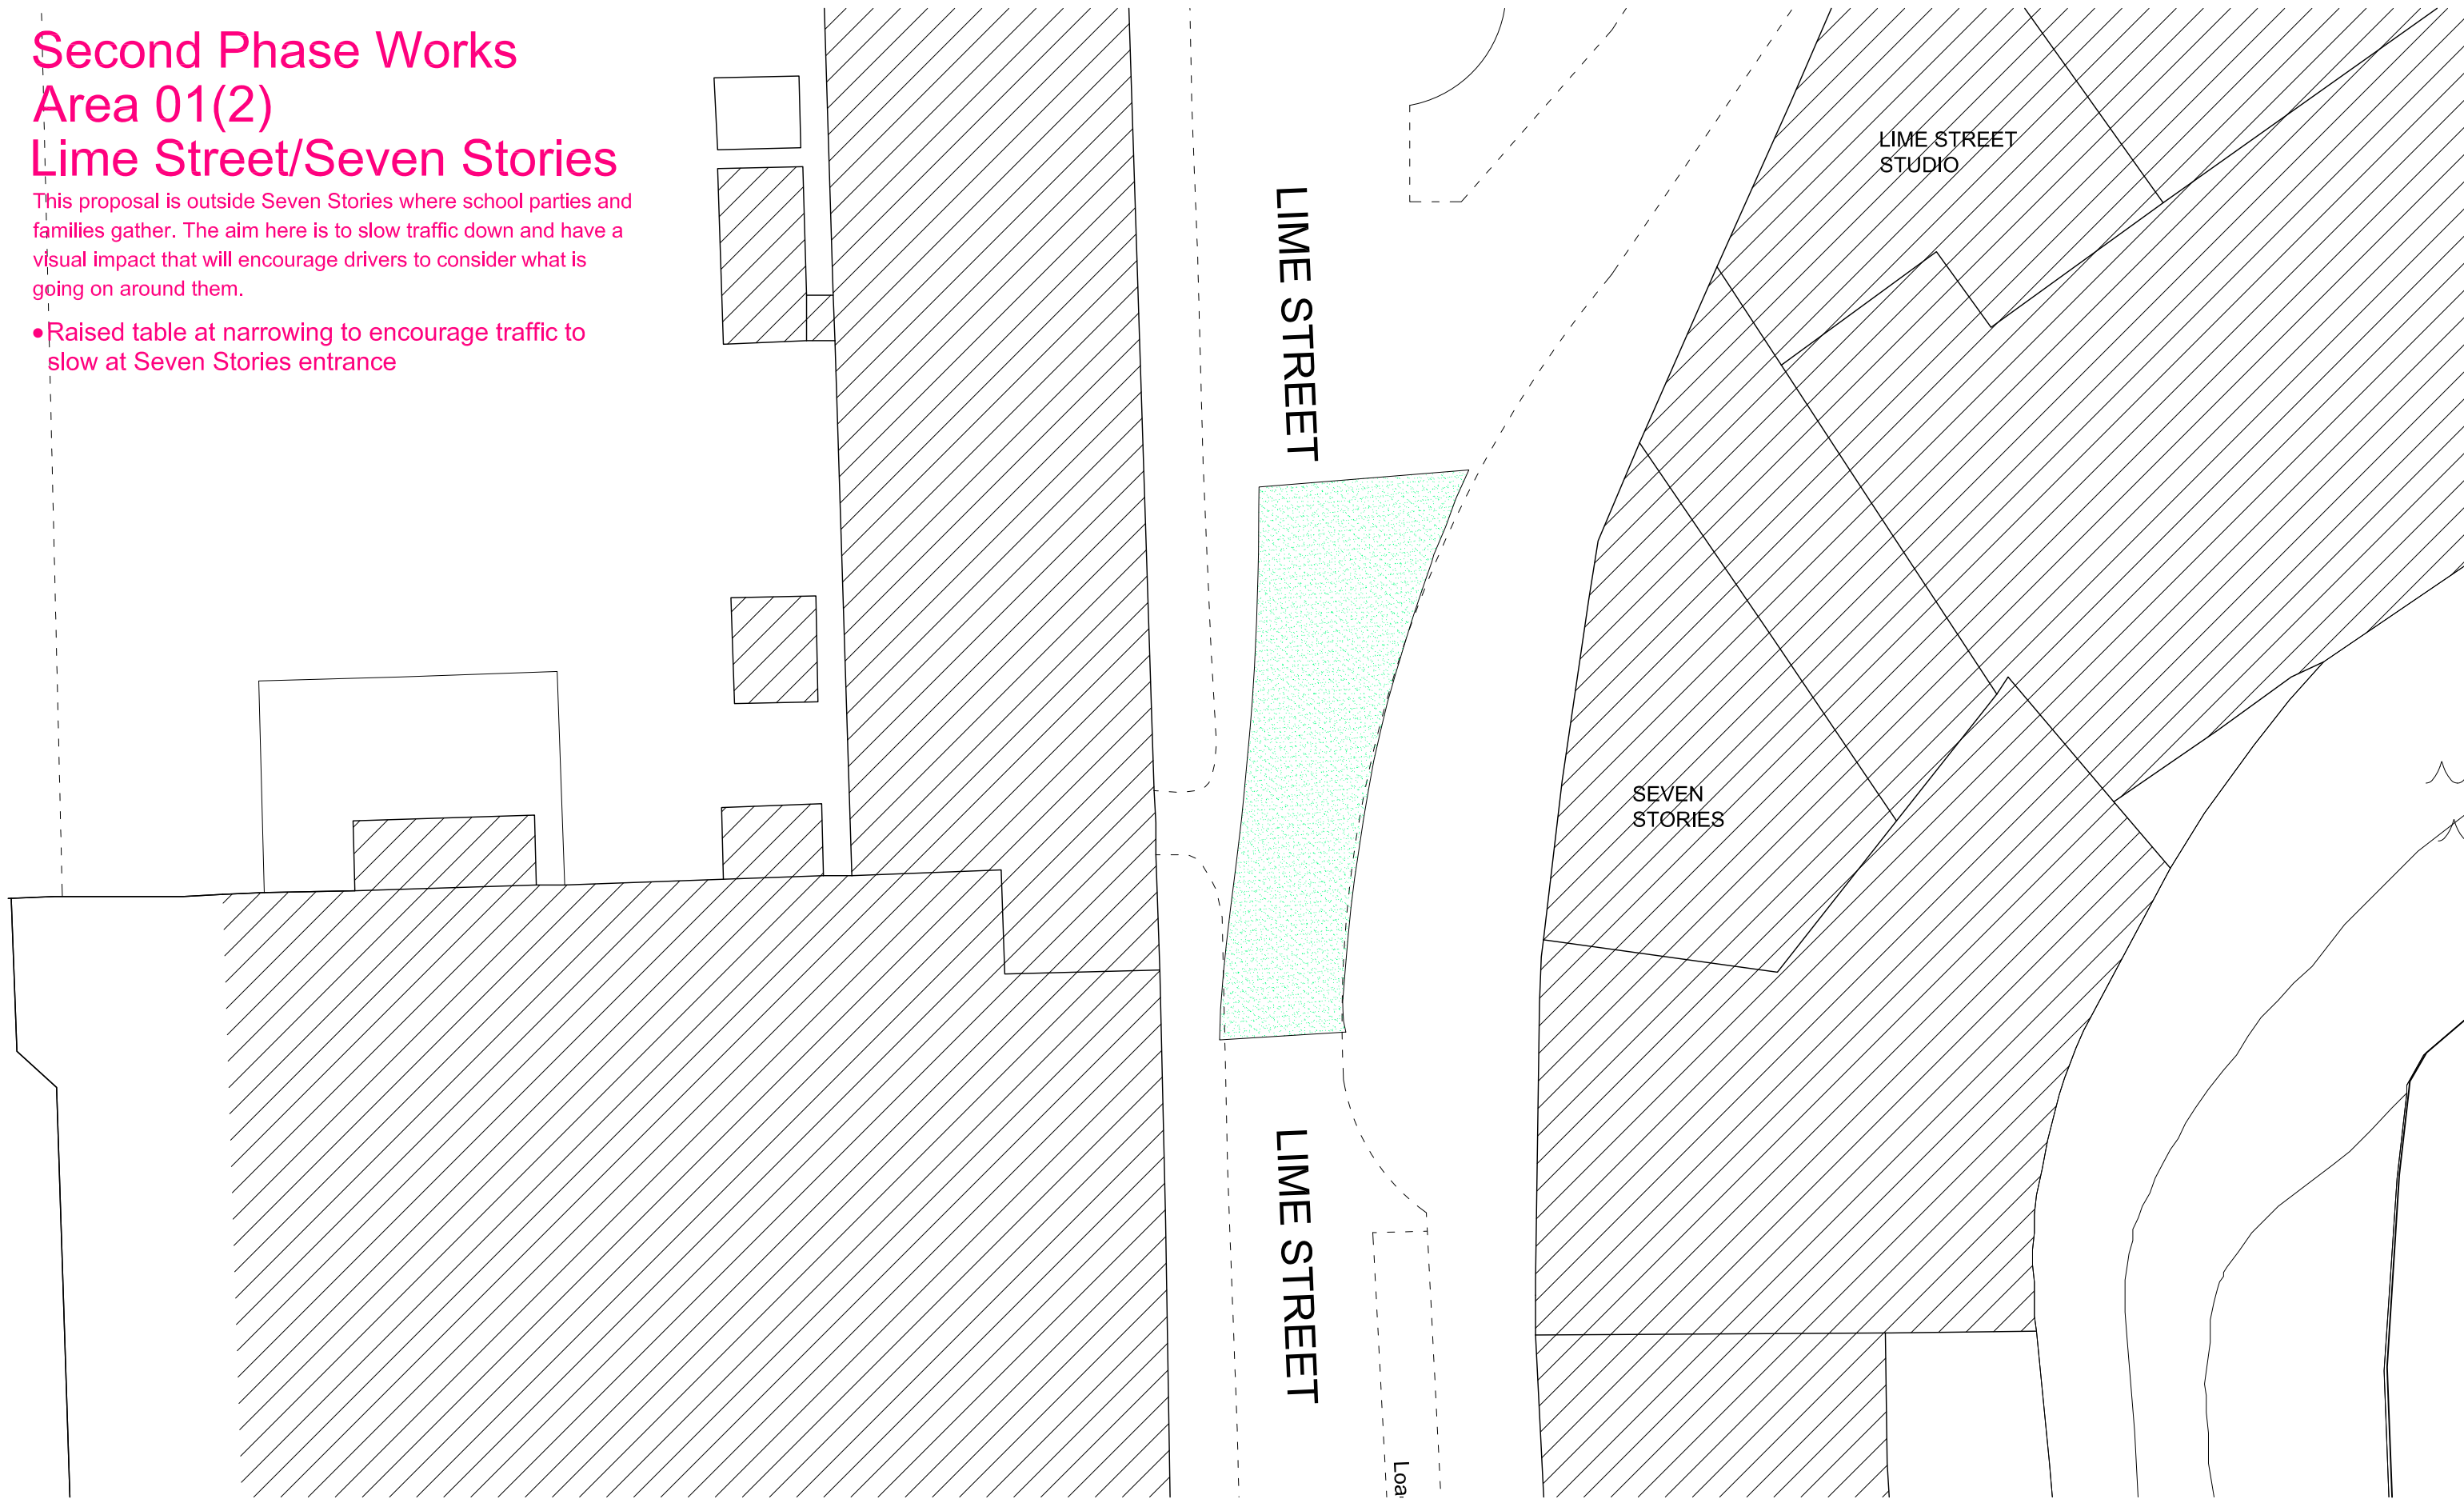 Second Phase Works
Area 01(2)
Lime Street/Seven Stories
This proposal is outside Seven Stories where school parties and
families gather. The aim here is to slow traffic down and have a
visual impact that will encourage drivers to consider what is
going on around them.
•Raised table at narrowing to encourage traffic to
slow at Seven Stories entrance
LIME STREET
LIME STREET
STUDIO
SEVEN
STORIES
LIME STREET